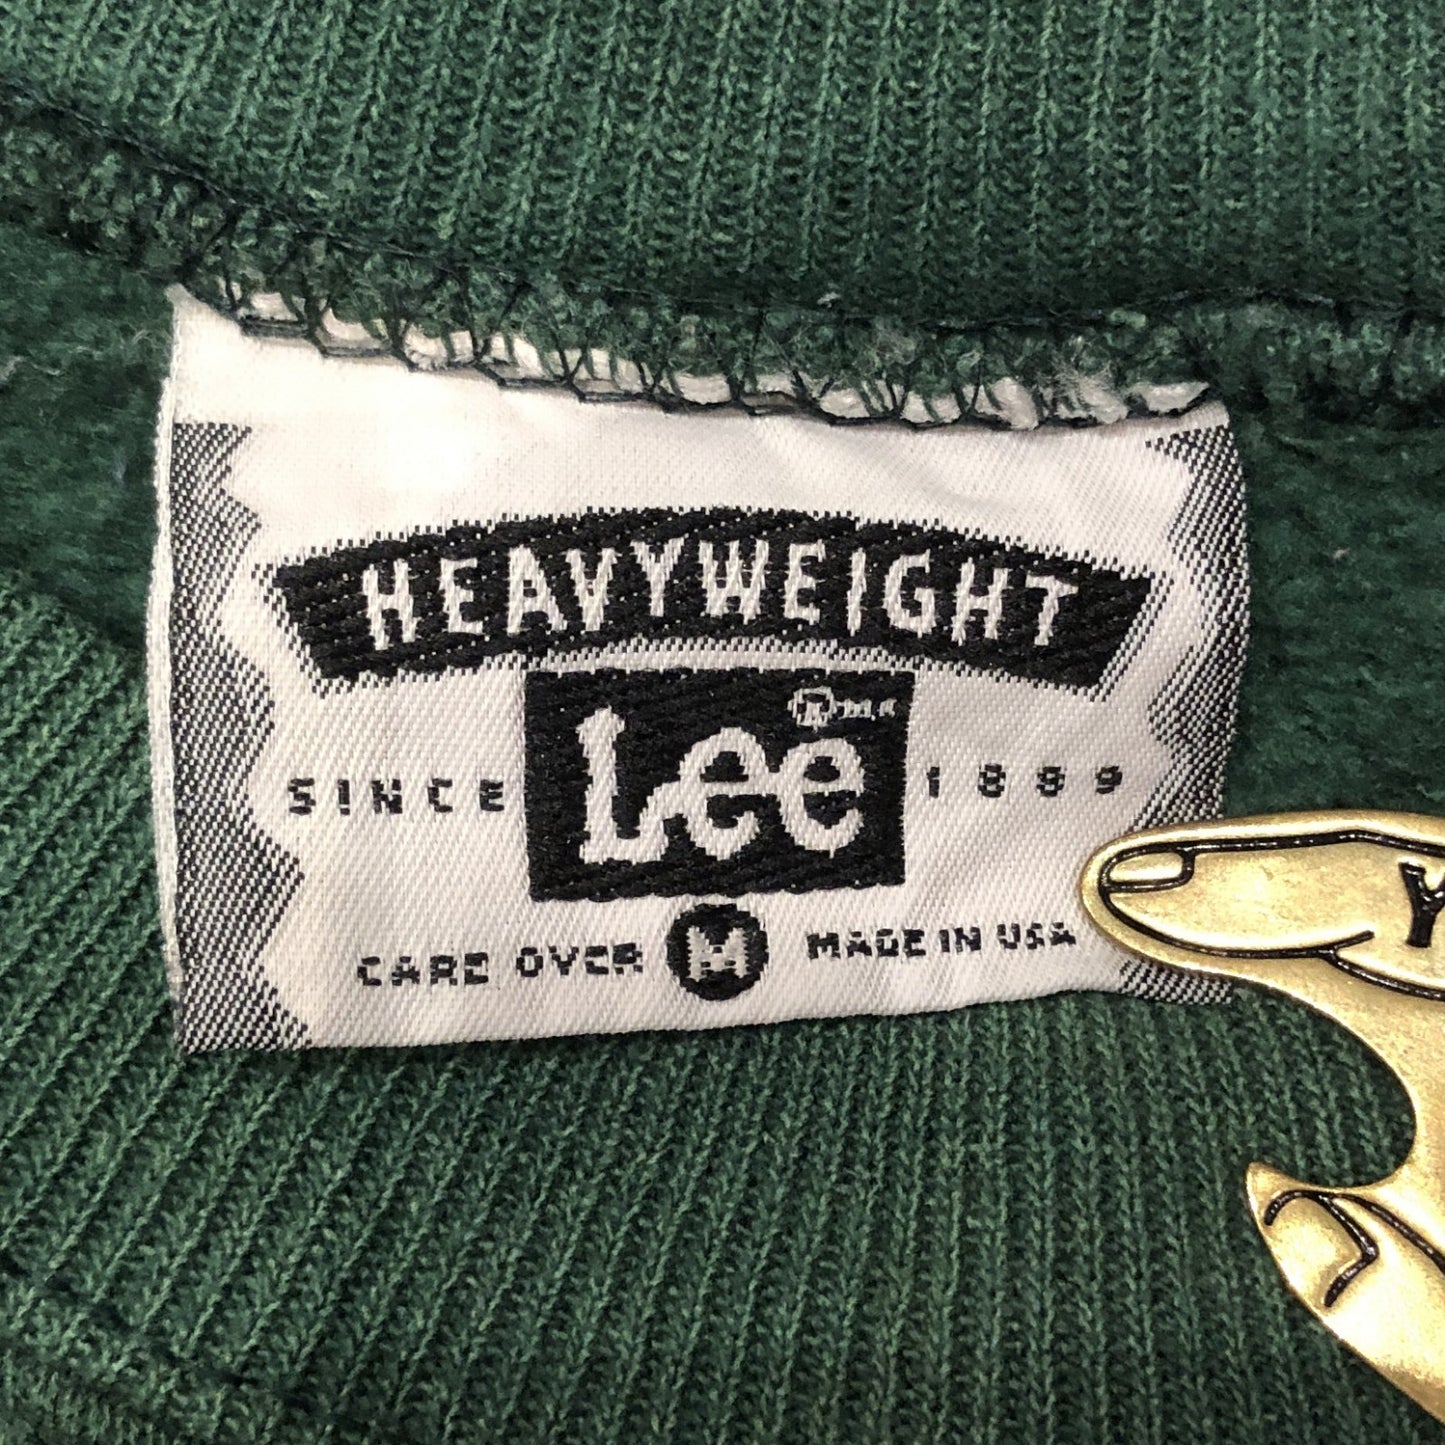 HEAVYWEIGHT
Lee ® M.R.
SINCE 1889
CARE OVER M MADE IN USA
Y